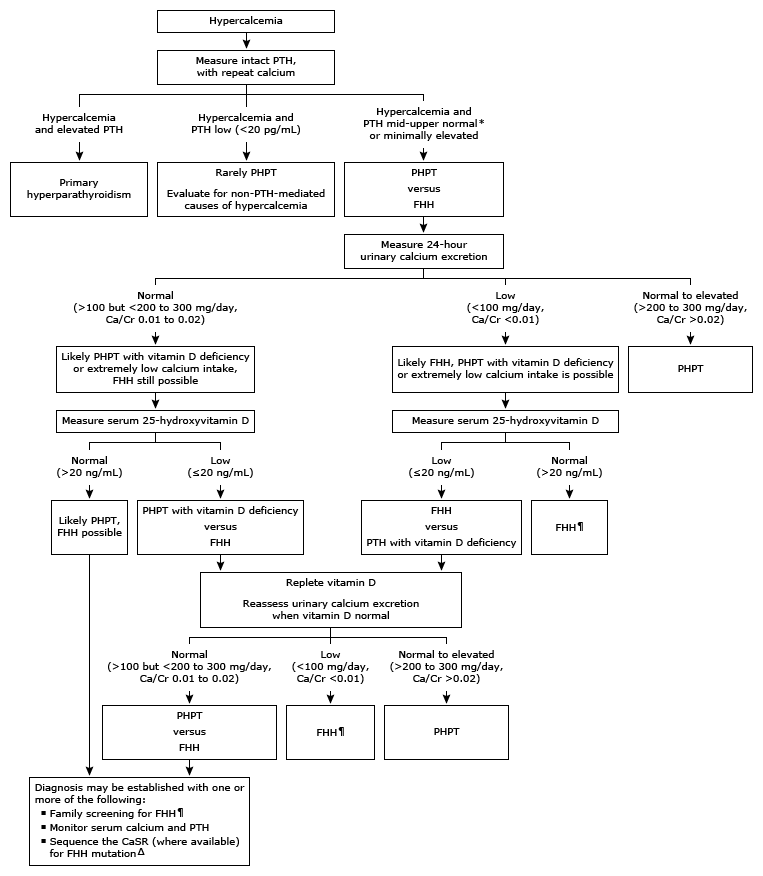 Hypercalcemia
Measure intact PTH,
with repeat calcium
Hypercalcemia
and elevated PTH
Hypercalcemia and
PTH low (<20 pg/mL)
Hypercalcemia and
PTH mid-upper normal*
or minimally elevated
Primary
hyperparathyroidism
Rarely PHPT
Evaluate for non-PTH-mediated
causes of hypercalcemia
PHPT
versus
FHH
Measure 24-hour
urinary calcium excretion
Normal
(>100 but <200 to 300 mg/day,
Ca/Cr 0.01 to 0.02)
Low
(<100 mg/day,
Ca/Cr <0.01)
Normal to elevated
(>200 to 300 mg/day,
Ca/Cr >0.02)
Likely PHPT with vitamin D deficiency
or extremely low calcium intake,
FHH still possible
Likely FHH, PHPT with vitamin D deficiency
or extremely low calcium intake is possible
PHPT
Measure serum 25-hydroxyvitamin D
Measure serum 25-hydroxyvitamin D
Normal
(>20 ng/mL)
Low
(≤20 ng/mL)
Low
(≤20 ng/mL)
Normal
(>20 ng/mL)
Likely PHPT,
FHH possible
PHPT with vitamin D deficiency
versus
FHH
FHH
versus
PTH with vitamin D deficiency
FHH¶
Replete vitamin D
Reassess urinary calcium excretion
when vitamin D normal
Normal
(>100 but <200 to 300 mg/day,
Ca/Cr 0.01 to 0.02)
Low
(<100 mg/day,
Ca/Cr <0.01)
Normal to elevated
(>200 to 300 mg/day,
Ca/Cr >0.02)
PHPT
versus
FHH
FHH¶
PHPT
Diagnosis may be established with one or
more of the following:
▪ Family screening for FHH¶
▪ Monitor serum calcium and PTH
▪ Sequence the CaSR (where available)
for FHH mutationΔ